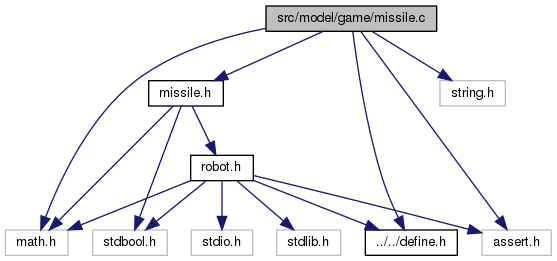 src/model/game/missile.c
missile.h
string.h
robot.h
math.h
stdbool.h
stdio.h
stdlib.h
../../define.h
assert.h